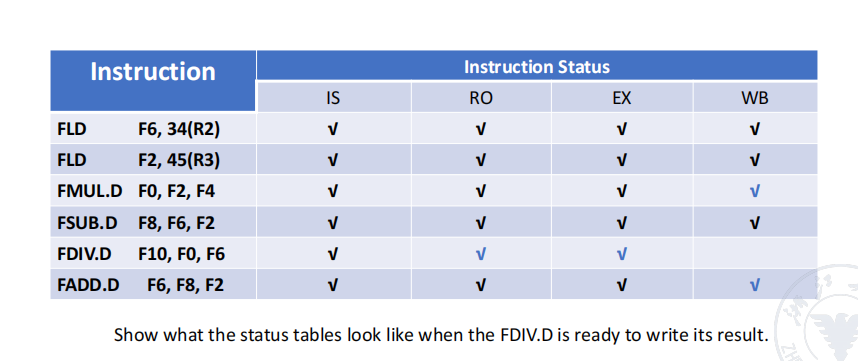 Instruction Instruction Status
IS RO EX WB
FLD F6, 34(R2) √ √ √ √
FLD F2, 45(R3) √ √ √ √
FMUL.D F0, F2, F4 √ √ √ √
FSUB.D F8, F6, F2 √ √ √ √
FDIV.D F10, F0, F6 √ √ √
FADD.D F6, F8, F2 √ √ √ √
Show what the status tables look like when the FDIV.D is ready to write its result.